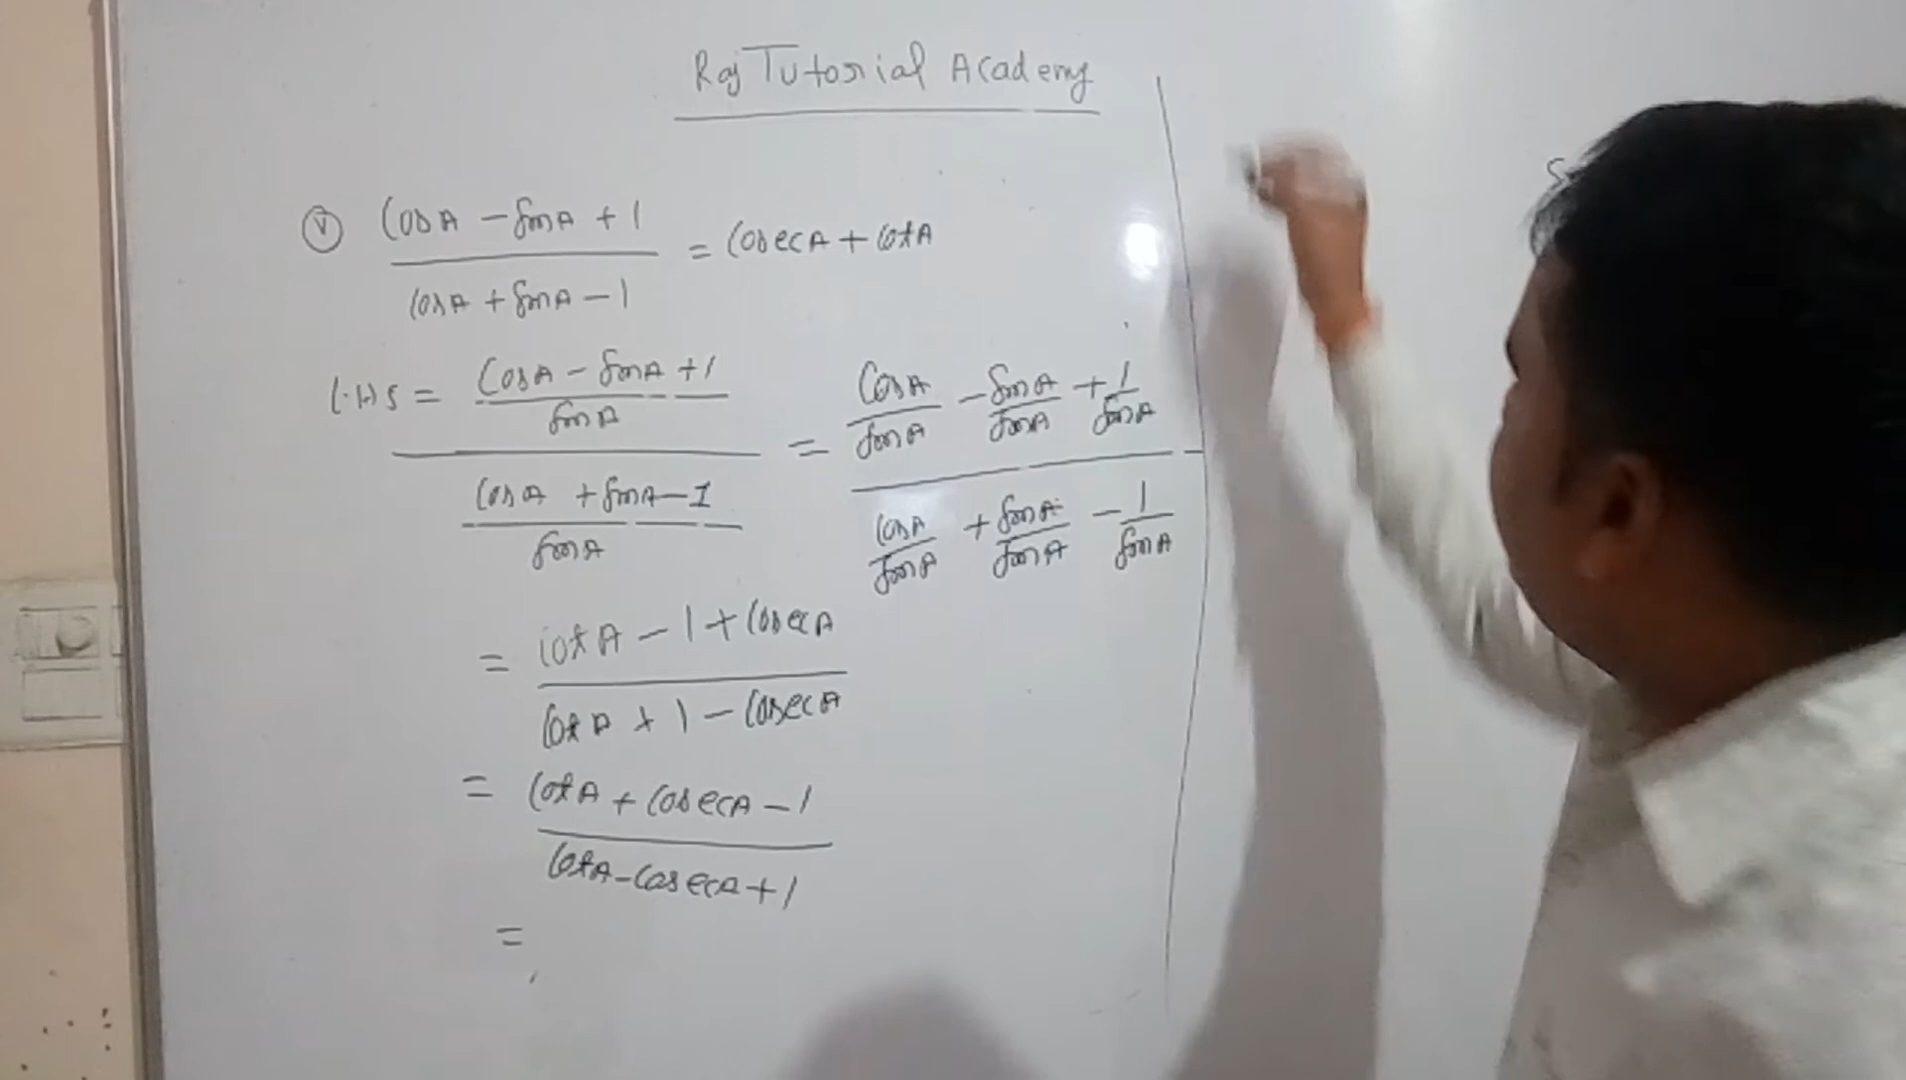 Raj Tutorial Academy
(v) (CosA - SinA + 1)/(CosA + SinA - 1) = CosecA + CotA
L.H.S = ((CosA - SinA + 1)/SinA)/((CosA + SinA - 1)/SinA) = (CosA/SinA - SinA/SinA + 1/SinA)/(CosA/SinA + SinA/SinA - 1/SinA)
= (CotA - 1 + CosecA)/(CotA + 1 - CosecA)
= (CotA + CosecA - 1)/(CotA - CosecA + 1)
=